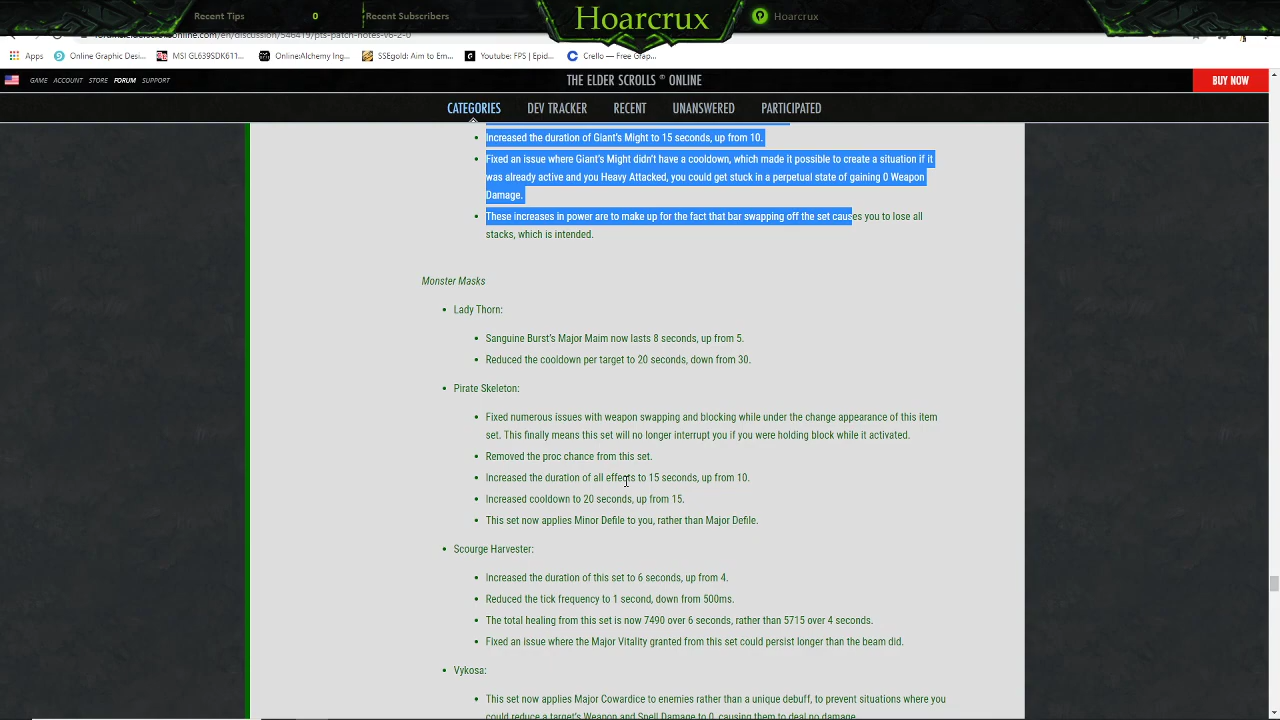 Recent Tips 0 Recent Subscribers Hoarcrux Hoarcrux
.com/en/discussion/546419/pts-patch-notes-v6-2-0
Apps Online Graphic Desi... MSI GL639SDK611... Online:Alchemy Ing... SSEgold: Aim to Em... Youtube: FPS | Epid... Crello — Free Grap...
GAME ACCOUNT STORE FORUM SUPPORT THE ELDER SCROLLS ® ONLINE BUY NOW
CATEGORIES DEV TRACKER RECENT UNANSWERED PARTICIPATED
• Increased the duration of Giant's Might to 15 seconds, up from 10.
• Fixed an issue where Giant's Might didn't have a cooldown, which made it possible to create a situation if it
was already active and you Heavy Attacked, you could get stuck in a perpetual state of gaining 0 Weapon
Damage.
• These increases in power are to make up for the fact that bar swapping off the set causes you to lose all
stacks, which is intended.
Monster Masks
• Lady Thorn:
• Sanguine Burst's Major Maim now lasts 8 seconds, up from 5.
• Reduced the cooldown per target to 20 seconds, down from 30.
• Pirate Skeleton:
• Fixed numerous issues with weapon swapping and blocking while under the change appearance of this item
set. This finally means this set will no longer interrupt you if you were holding block while it activated.
• Removed the proc chance from this set.
• Increased the duration of all effects to 15 seconds, up from 10.
• Increased cooldown to 20 seconds, up from 15.
• This set now applies Minor Defile to you, rather than Major Defile.
• Scourge Harvester:
• Increased the duration of this set to 6 seconds, up from 4.
• Reduced the tick frequency to 1 second, down from 500ms.
• The total healing from this set is now 7490 over 6 seconds, rather than 5715 over 4 seconds.
• Fixed an issue where the Major Vitality granted from this set could persist longer than the beam did.
• Vykosa:
• This set now applies Major Cowardice to enemies rather than a unique debuff, to prevent situations where you
could reduce a target's Weapon and Spell Damage to 0, causing them to deal no damage.